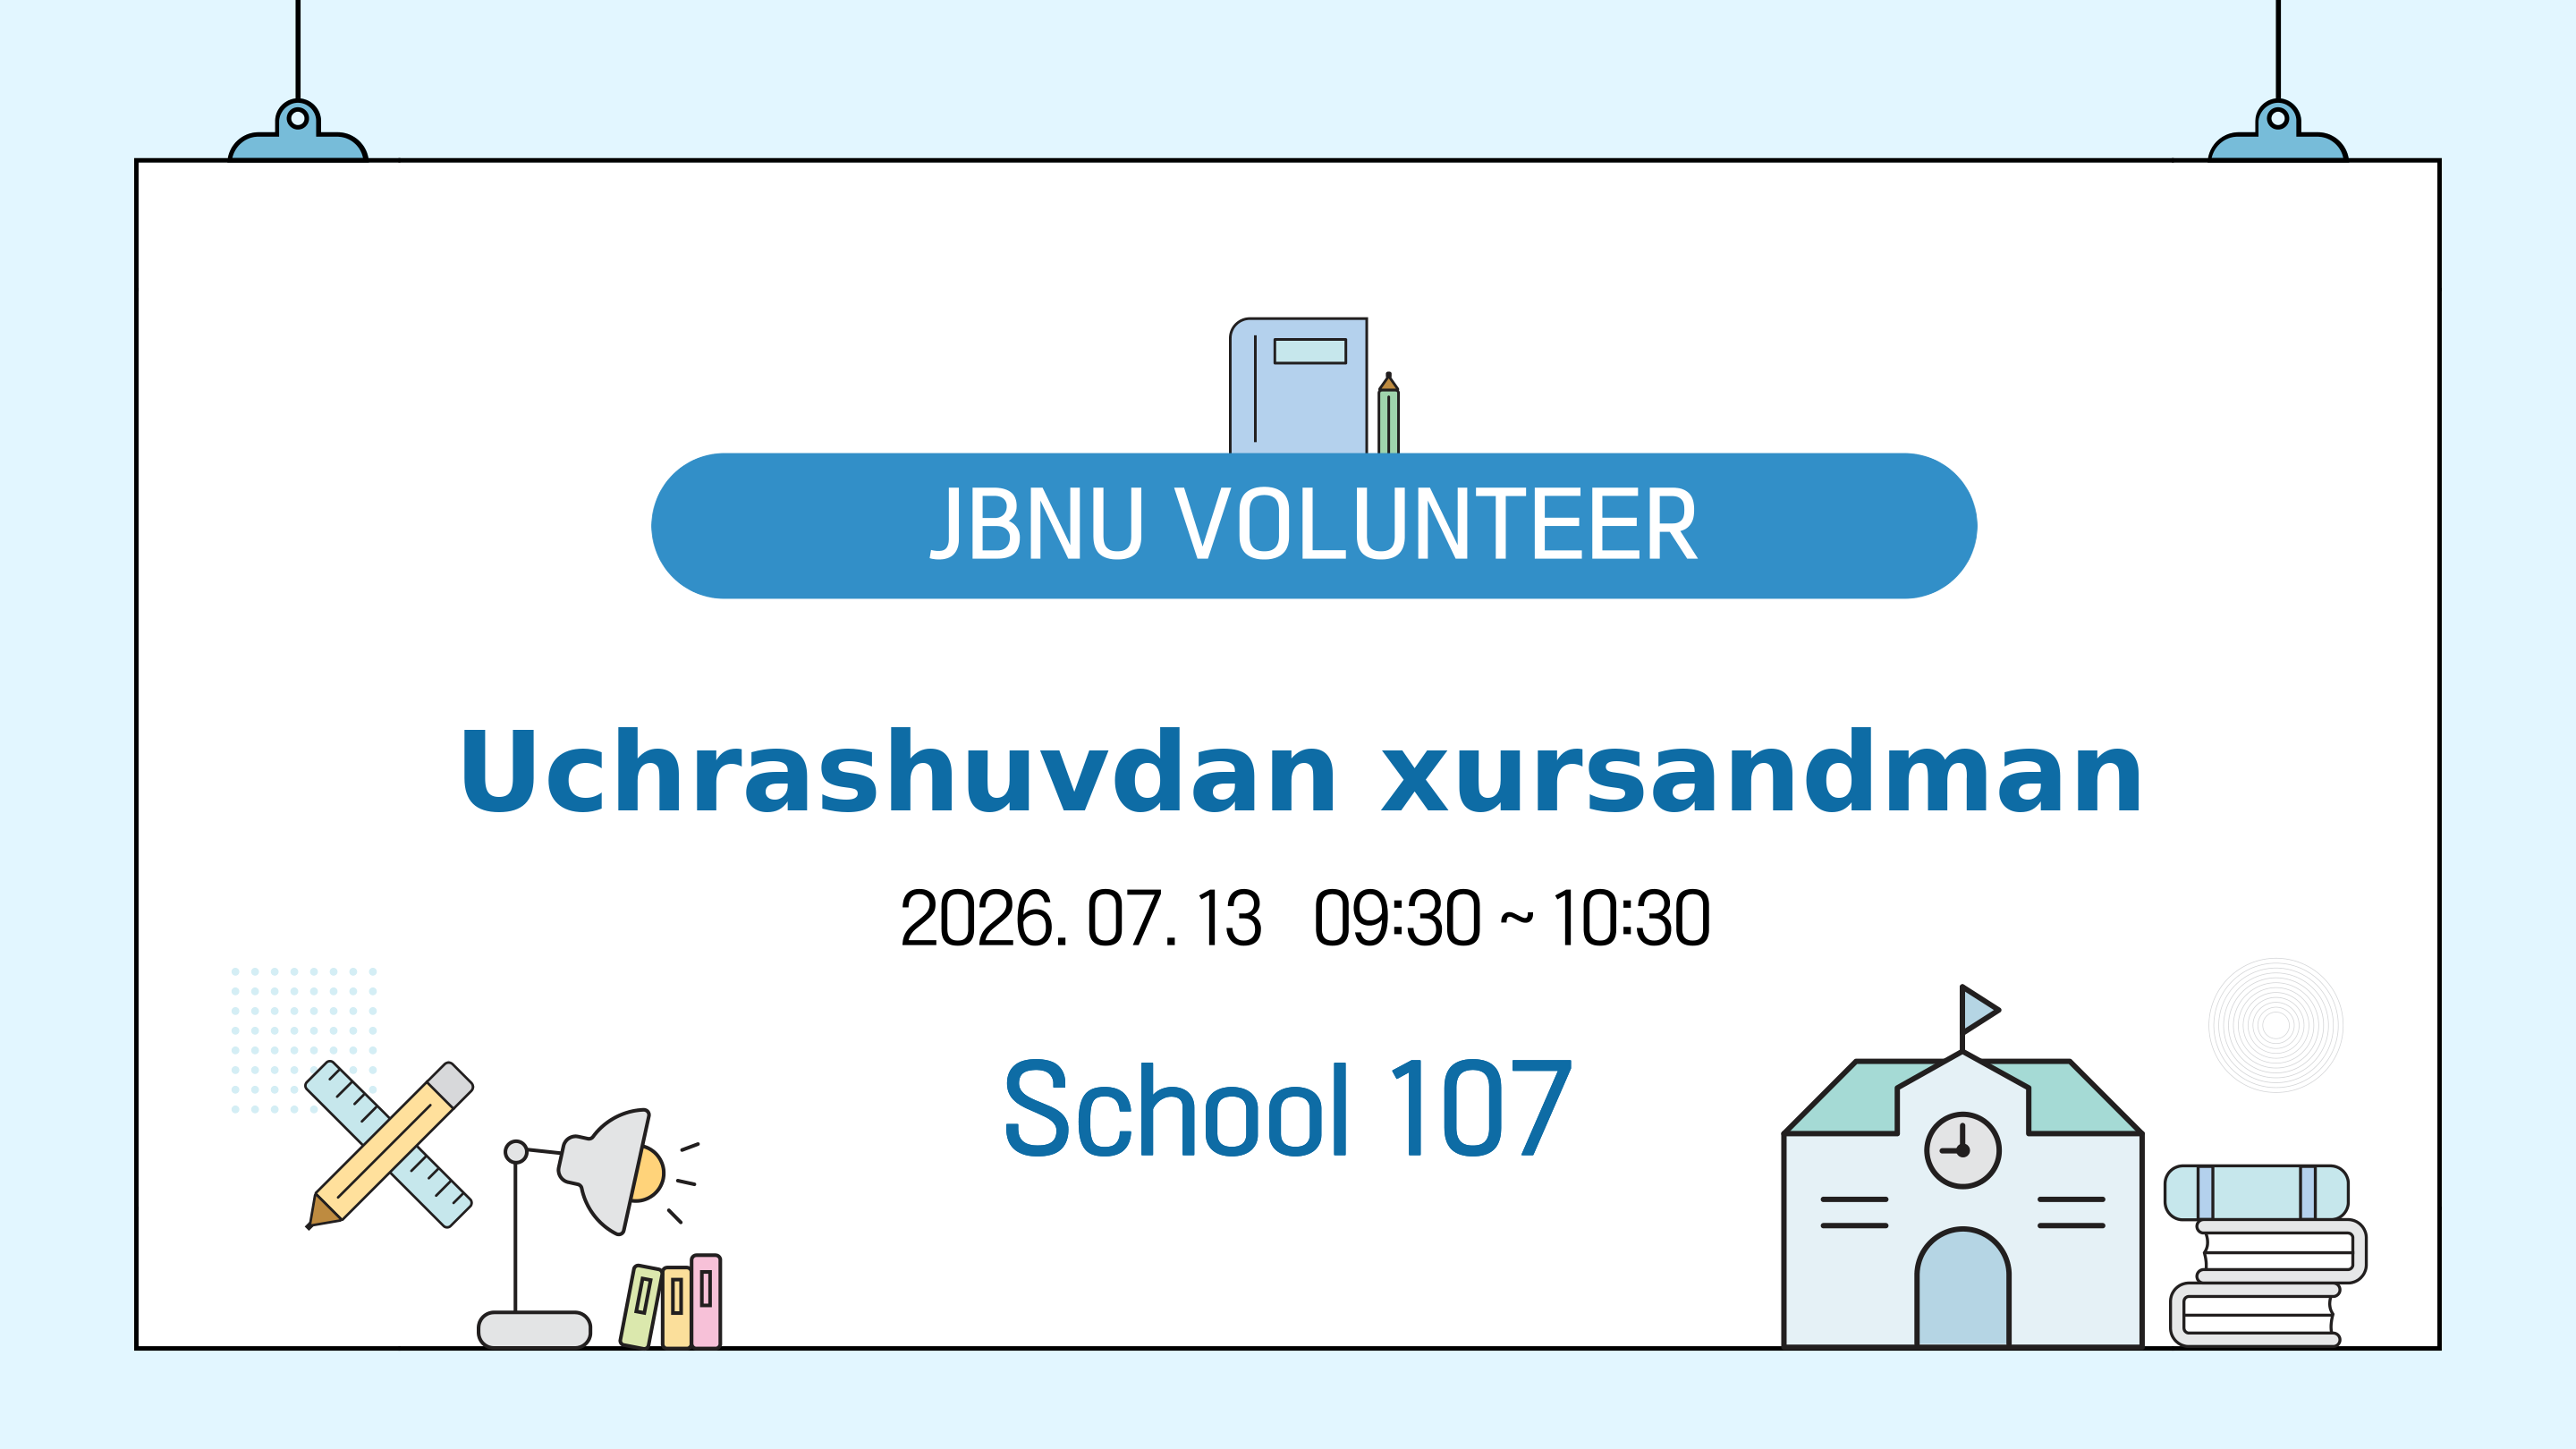 JBNU VOLUNTEER
Uchrashuvdan xursandman
2026. 07. 13 09:30 ~ 10:30
School 107